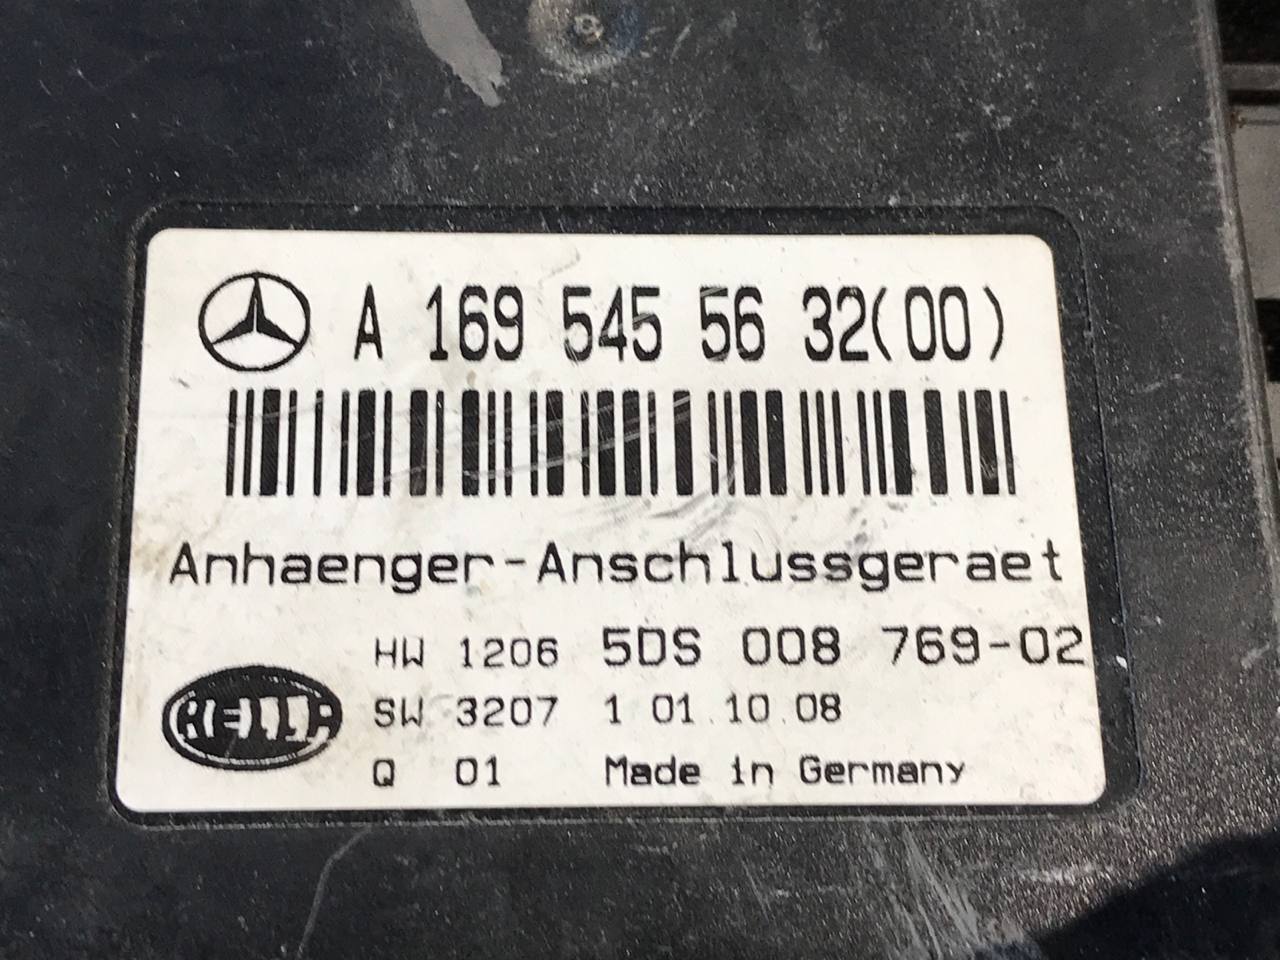 A 169 545 56 32(00)
Anhaenger-Anschlussgeraet
HW 1206 5DS 008 769-02
HELLA SW 3207 1 01.10.08
Q 01 Made in Germany